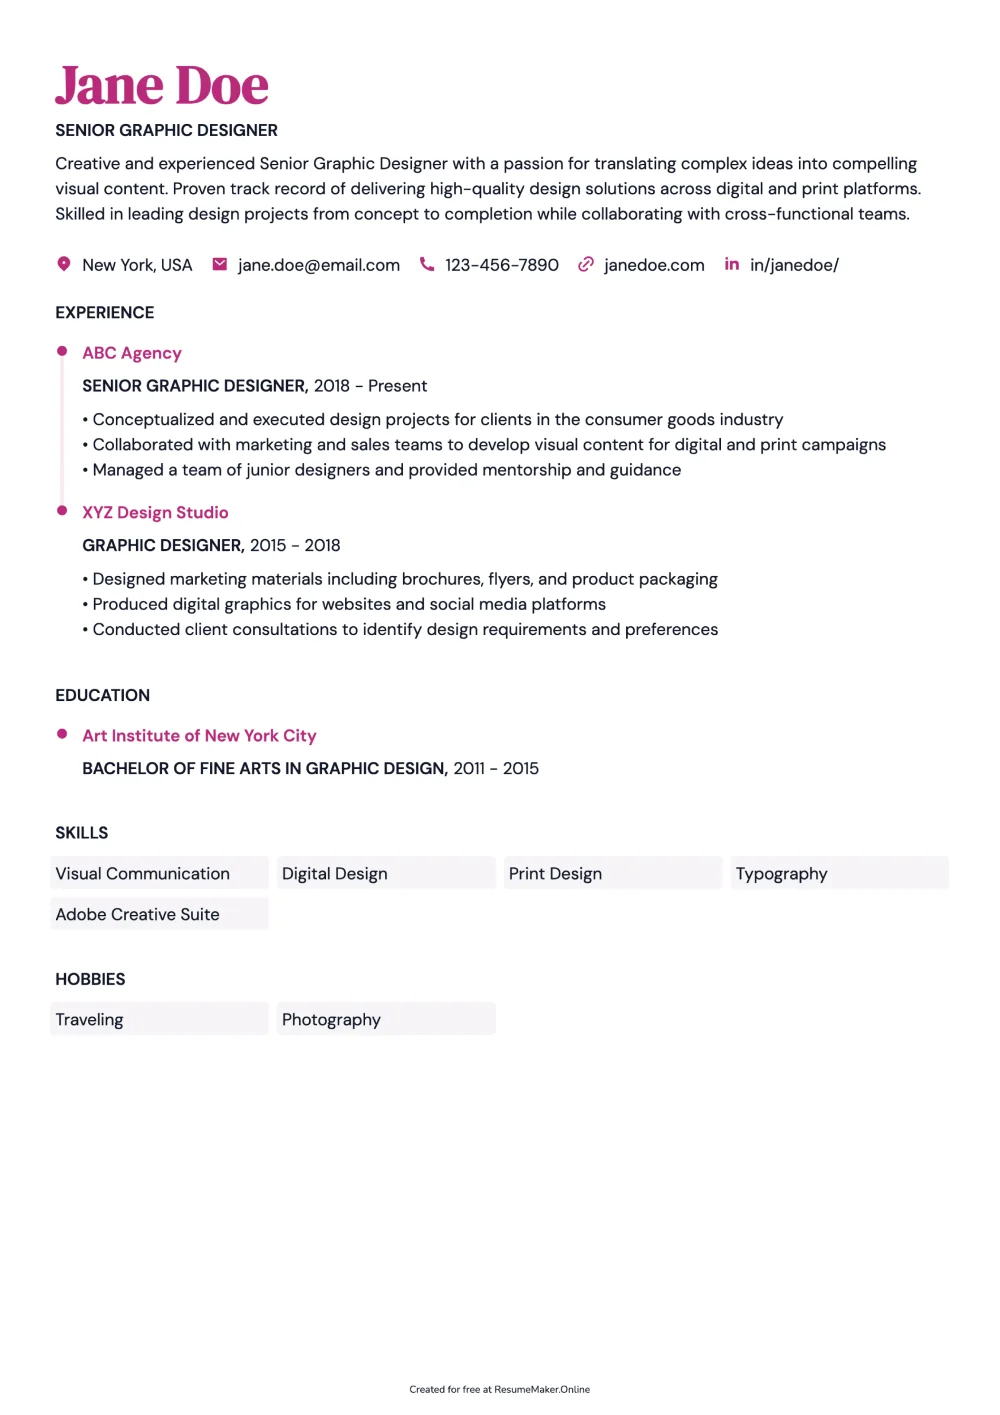 Jane Doe
SENIOR GRAPHIC DESIGNER
Creative and experienced Senior Graphic Designer with a passion for translating complex ideas into compelling
visual content. Proven track record of delivering high-quality design solutions across digital and print platforms.
Skilled in leading design projects from concept to completion while collaborating with cross-functional teams.
New York, USA jane.doe@email.com 123-456-7890 janedoe.com in in/janedoe/
EXPERIENCE
ABC Agency
SENIOR GRAPHIC DESIGNER, 2018 - Present
• Conceptualized and executed design projects for clients in the consumer goods industry
• Collaborated with marketing and sales teams to develop visual content for digital and print campaigns
• Managed a team of junior designers and provided mentorship and guidance
XYZ Design Studio
GRAPHIC DESIGNER, 2015 - 2018
• Designed marketing materials including brochures, flyers, and product packaging
• Produced digital graphics for websites and social media platforms
• Conducted client consultations to identify design requirements and preferences
EDUCATION
Art Institute of New York City
BACHELOR OF FINE ARTS IN GRAPHIC DESIGN, 2011 - 2015
SKILLS
Visual Communication Digital Design Print Design Typography
Adobe Creative Suite
HOBBIES
Traveling Photography
Created for free at ResumeMaker.Online